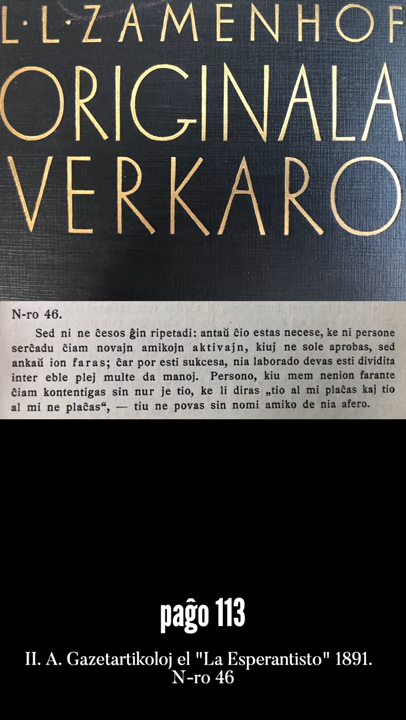 L·L·ZAMENHOF
ORIGINALA
VERKARO
N-ro 46.
Sed ni ne ĉesos ĝin ripetadi: antaŭ ĉio estas necese, ke ni persone
serĉadu ĉiam novajn amikojn aktivajn, kiuj ne sole aprobas, sed
ankaŭ ion faras; ĉar por esti sukcesa, nia laborado devas esti dividita
inter eble plej multe da manoj. Persono, kiu mem nenion farante
ĉiam kontentigas sin nur je tio, ke li diras „tio al mi plaĉas kaj tio
al mi ne plaĉas“, — tiu ne povas sin nomi amiko de nia afero.
paĝo 113
II. A. Gazetartikoloj el "La Esperantisto" 1891.
N-ro 46